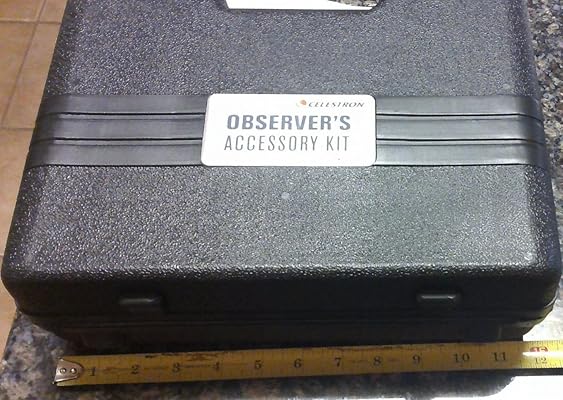 CELESTRON
OBSERVER'S
ACCESSORY KIT
1 2 3 4 5 6 7 8 9 10 11 12